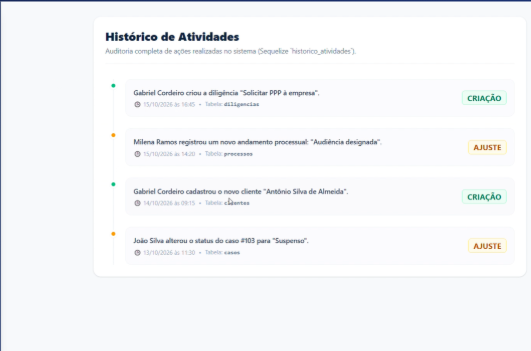 Histórico de Atividades
Auditoria completa de ações realizadas no sistema (Sequelize `historico_atividades`).
Gabriel Cordeiro criou a diligência "Solicitar PPP à empresa".
CRIAÇÃO
15/10/2026 às 16:45 • Tabela: diligencias
Milena Ramos registrou um novo andamento processual: "Audiência designada".
AJUSTE
15/10/2026 às 14:20 • Tabela: processos
Gabriel Cordeiro cadastrou o novo cliente "Antônio Silva de Almeida".
CRIAÇÃO
14/10/2026 às 09:15 • Tabela: clientes
João Silva alterou o status do caso #103 para "Suspenso".
AJUSTE
13/10/2026 às 11:30 • Tabela: casos